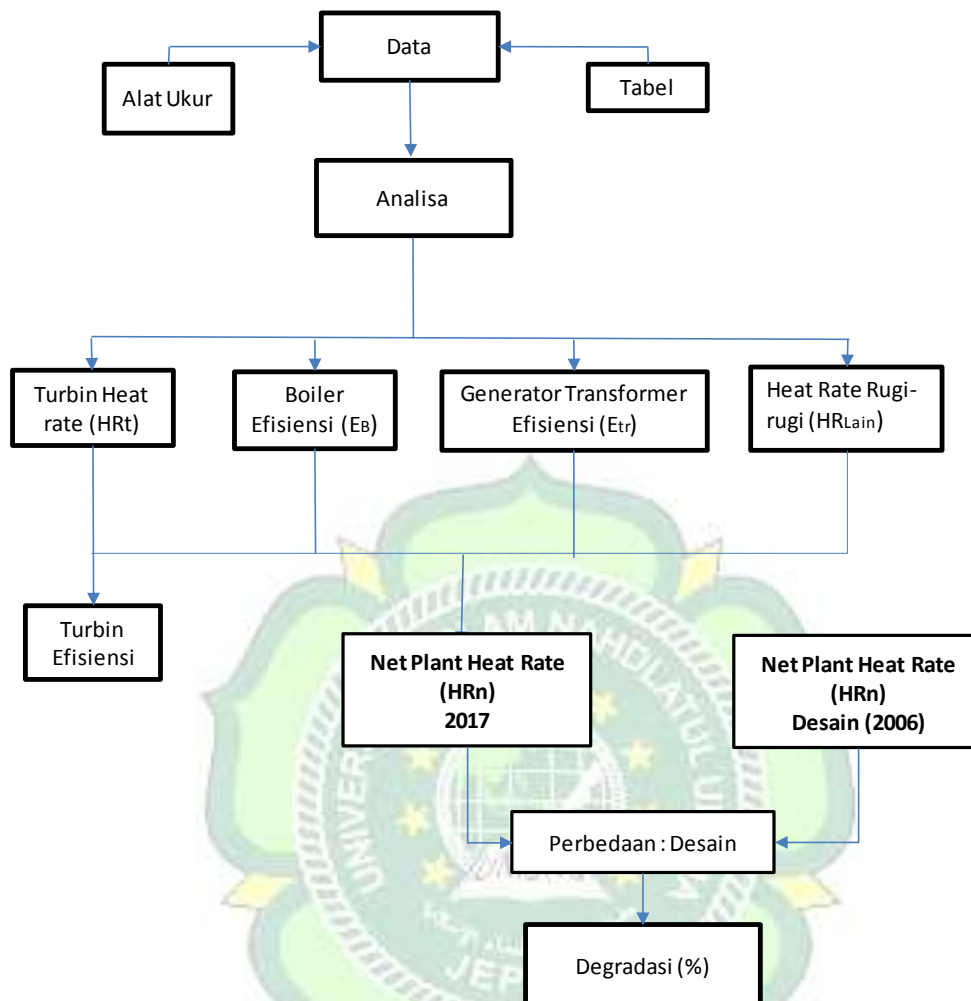 Data
Alat Ukur
Tabel
Analisa
Turbin Heat
rate (HRt)
Boiler
Efisiensi (EB)
Generator Transformer
Efisiensi (Etr)
Heat Rate Rugi-
rugi (HRLain)
Turbin
Efisiensi
Net Plant Heat Rate
(HRn)
2017
Net Plant Heat Rate
(HRn)
Desain (2006)
Perbedaan : Desain
Degradasi (%)